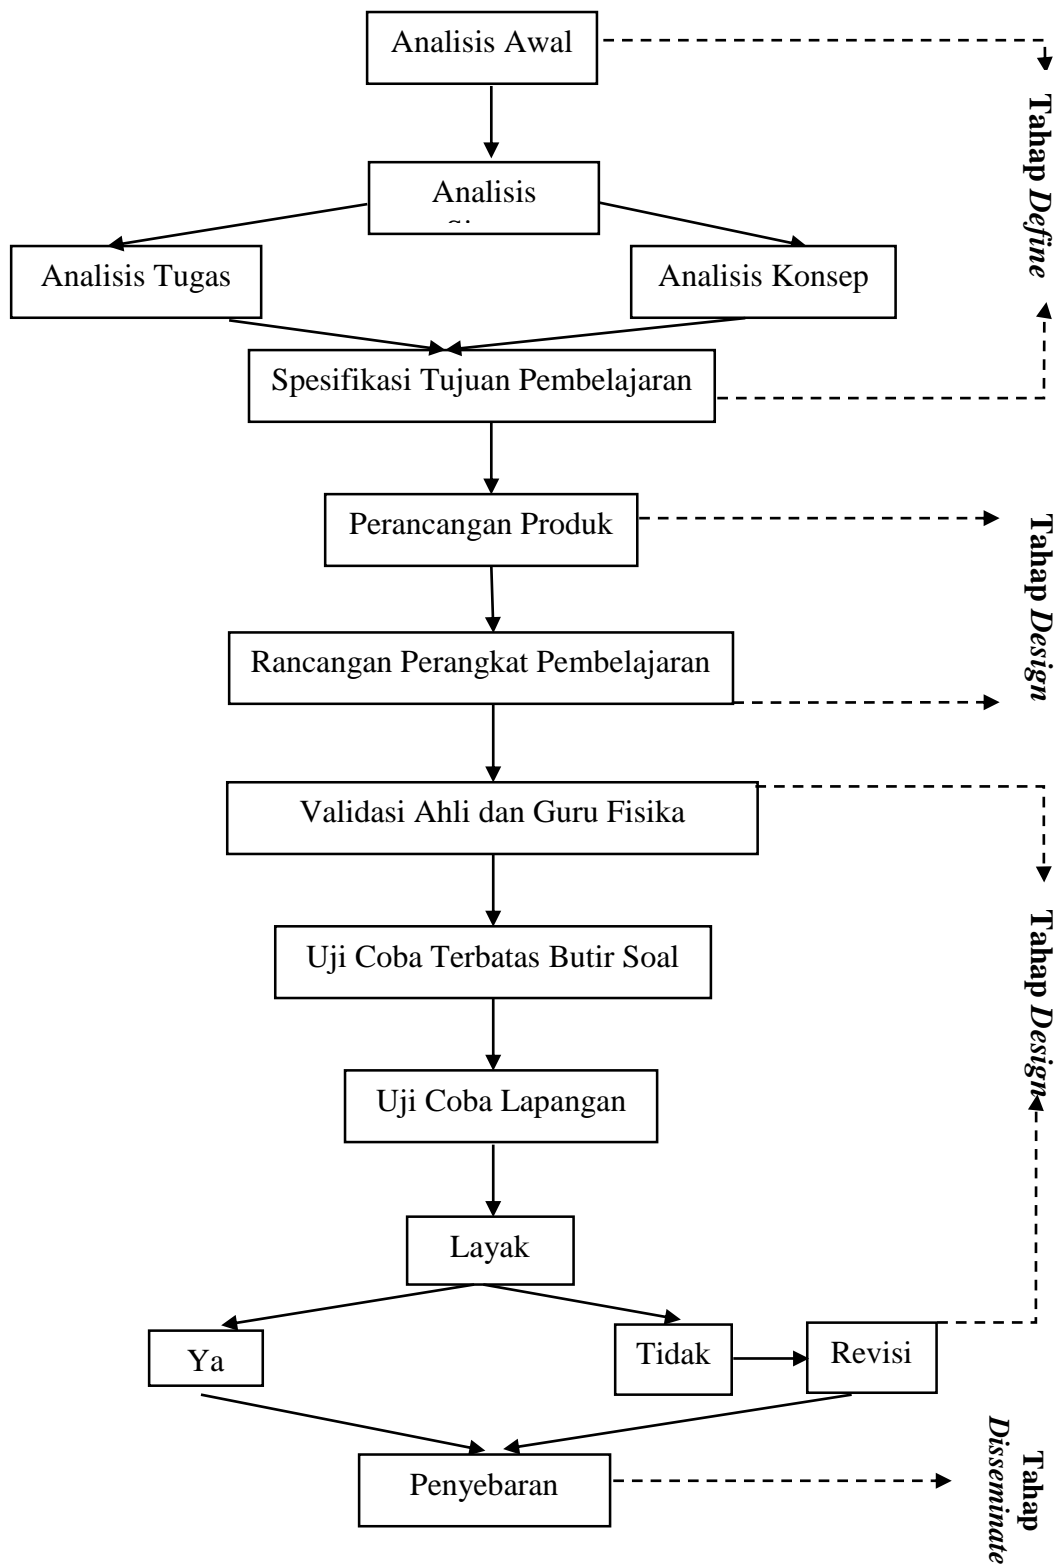 Analisis Awal
Tahap Define
Analisis
Analisis Tugas
Analisis Konsep
Spesifikasi Tujuan Pembelajaran
Perancangan Produk
Tahap Design
Rancangan Perangkat Pembelajaran
Validasi Ahli dan Guru Fisika
Tahap Design
Uji Coba Terbatas Butir Soal
Uji Coba Lapangan
Layak
Ya
Tidak
Revisi
Penyebaran
Tahap
Disseminate